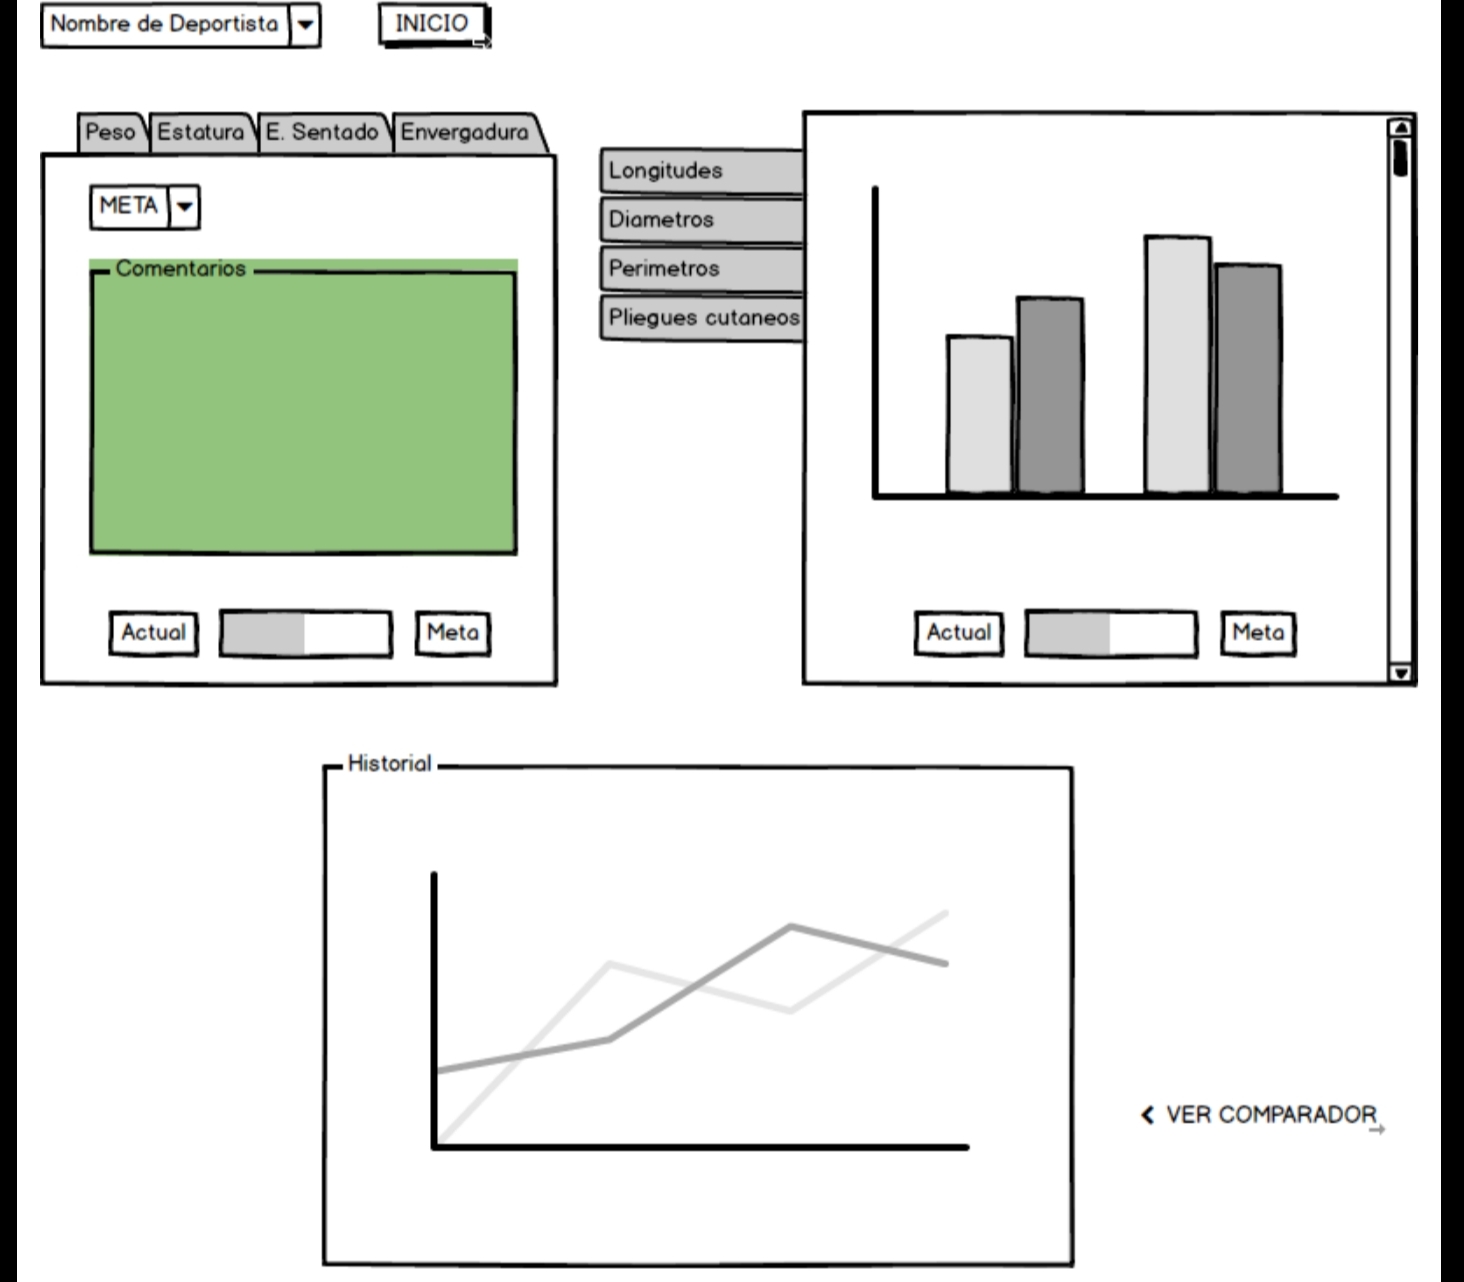 Nombre de Deportista
INICIO
Peso
Estatura
E. Sentado
Envergadura
META
Comentarios
Actual
Meta
Longitudes
Diametros
Perimetros
Pliegues cutaneos
Actual
Meta
Historial
VER COMPARADOR